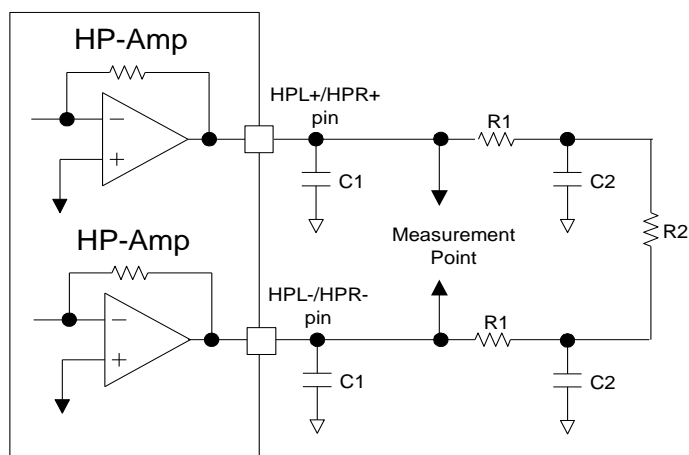 HP-Amp
HPL+/HPR+
pin
R1
C1
C2
R2
HP-Amp
Measurement
Point
HPL-/HPR-
pin
R1
C1
C2